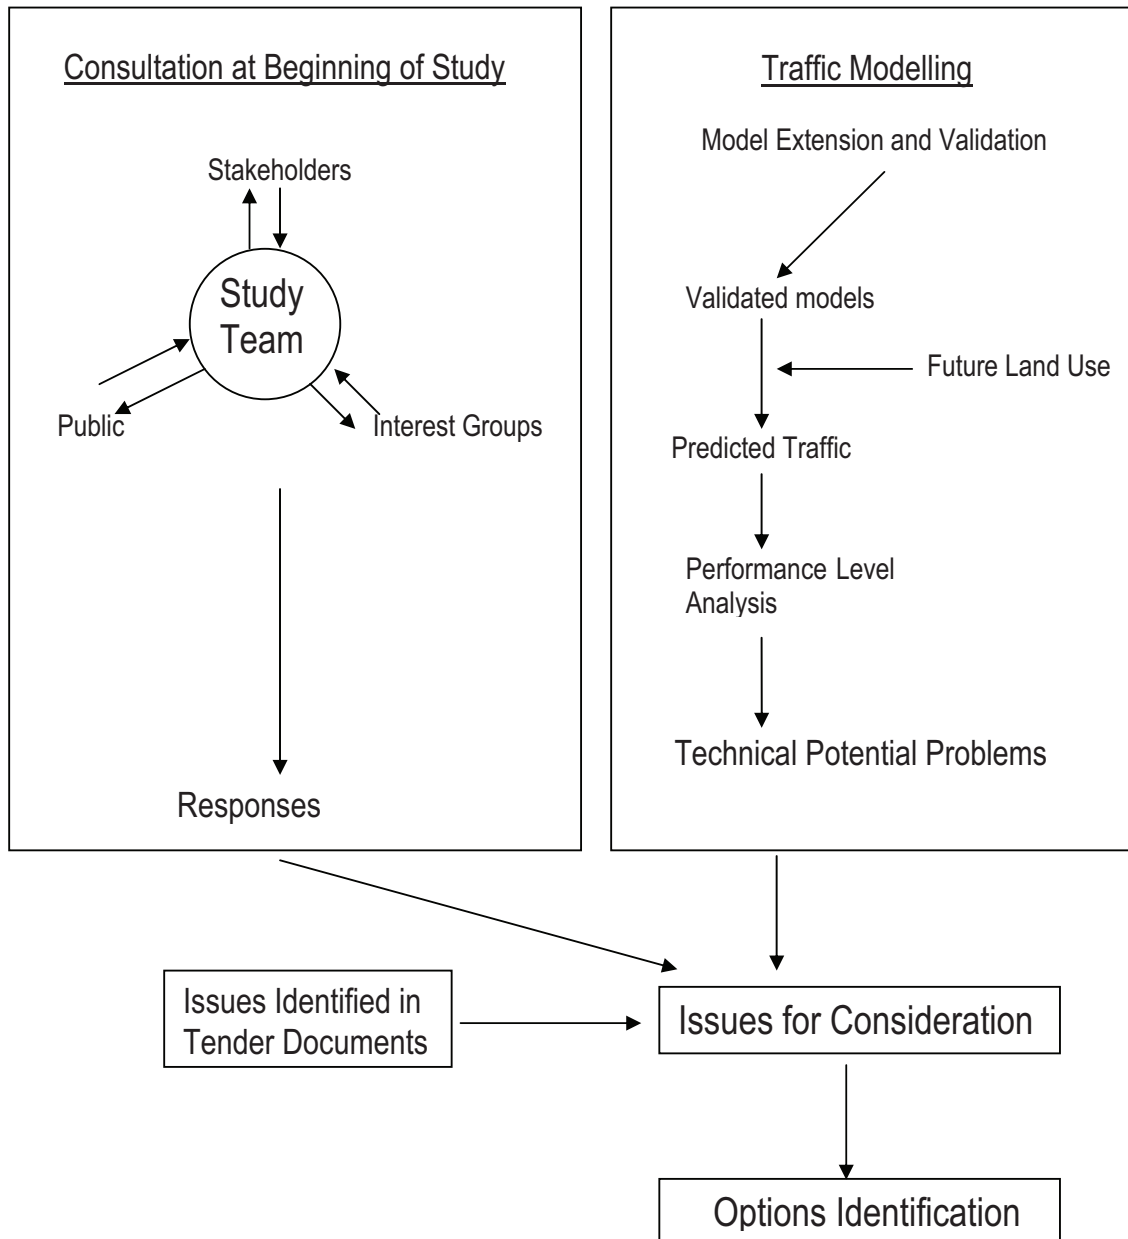 Consultation at Beginning of Study
Stakeholders
Study
Team
Public
Interest Groups
Responses
Traffic Modelling
Model Extension and Validation
Validated models
Future Land Use
Predicted Traffic
Performance Level
Analysis
Technical Potential Problems
Issues Identified in
Tender Documents
Issues for Consideration
Options Identification